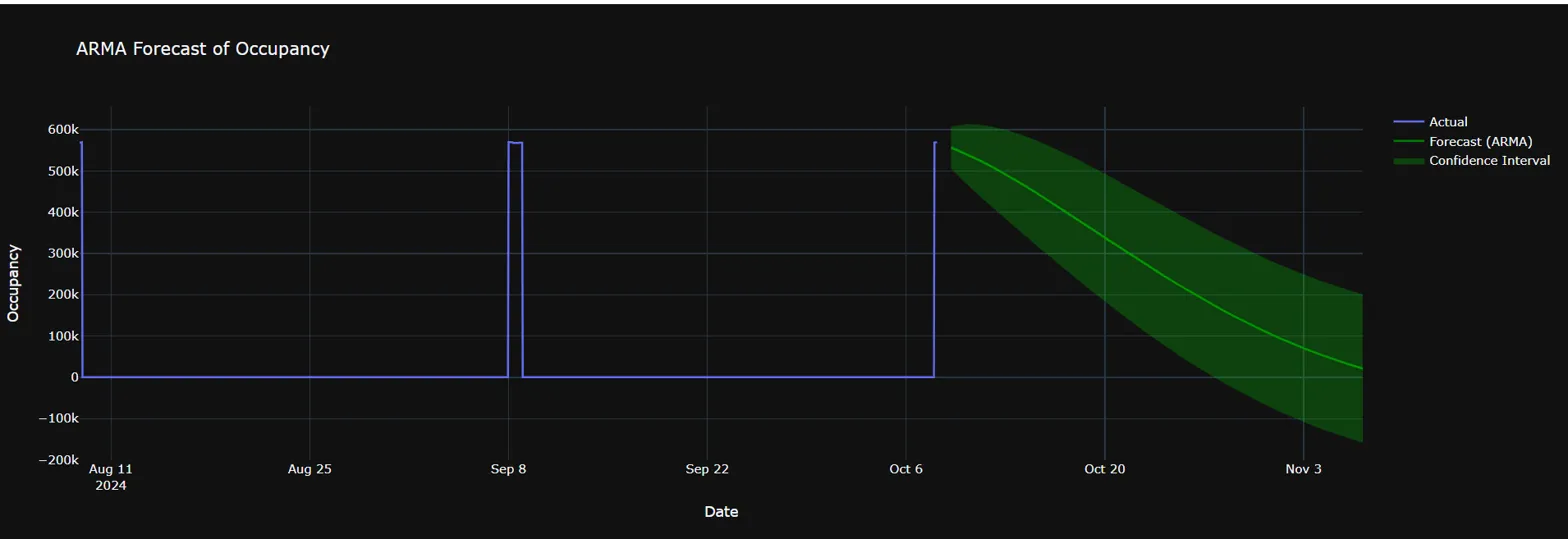 ARMA Forecast of Occupancy
600k
500k
400k
300k
200k
100k
0
−100k
−200k
Occupancy
Aug 11
2024
Aug 25
Sep 8
Sep 22
Oct 6
Oct 20
Nov 3
Date
Actual
Forecast (ARMA)
Confidence Interval